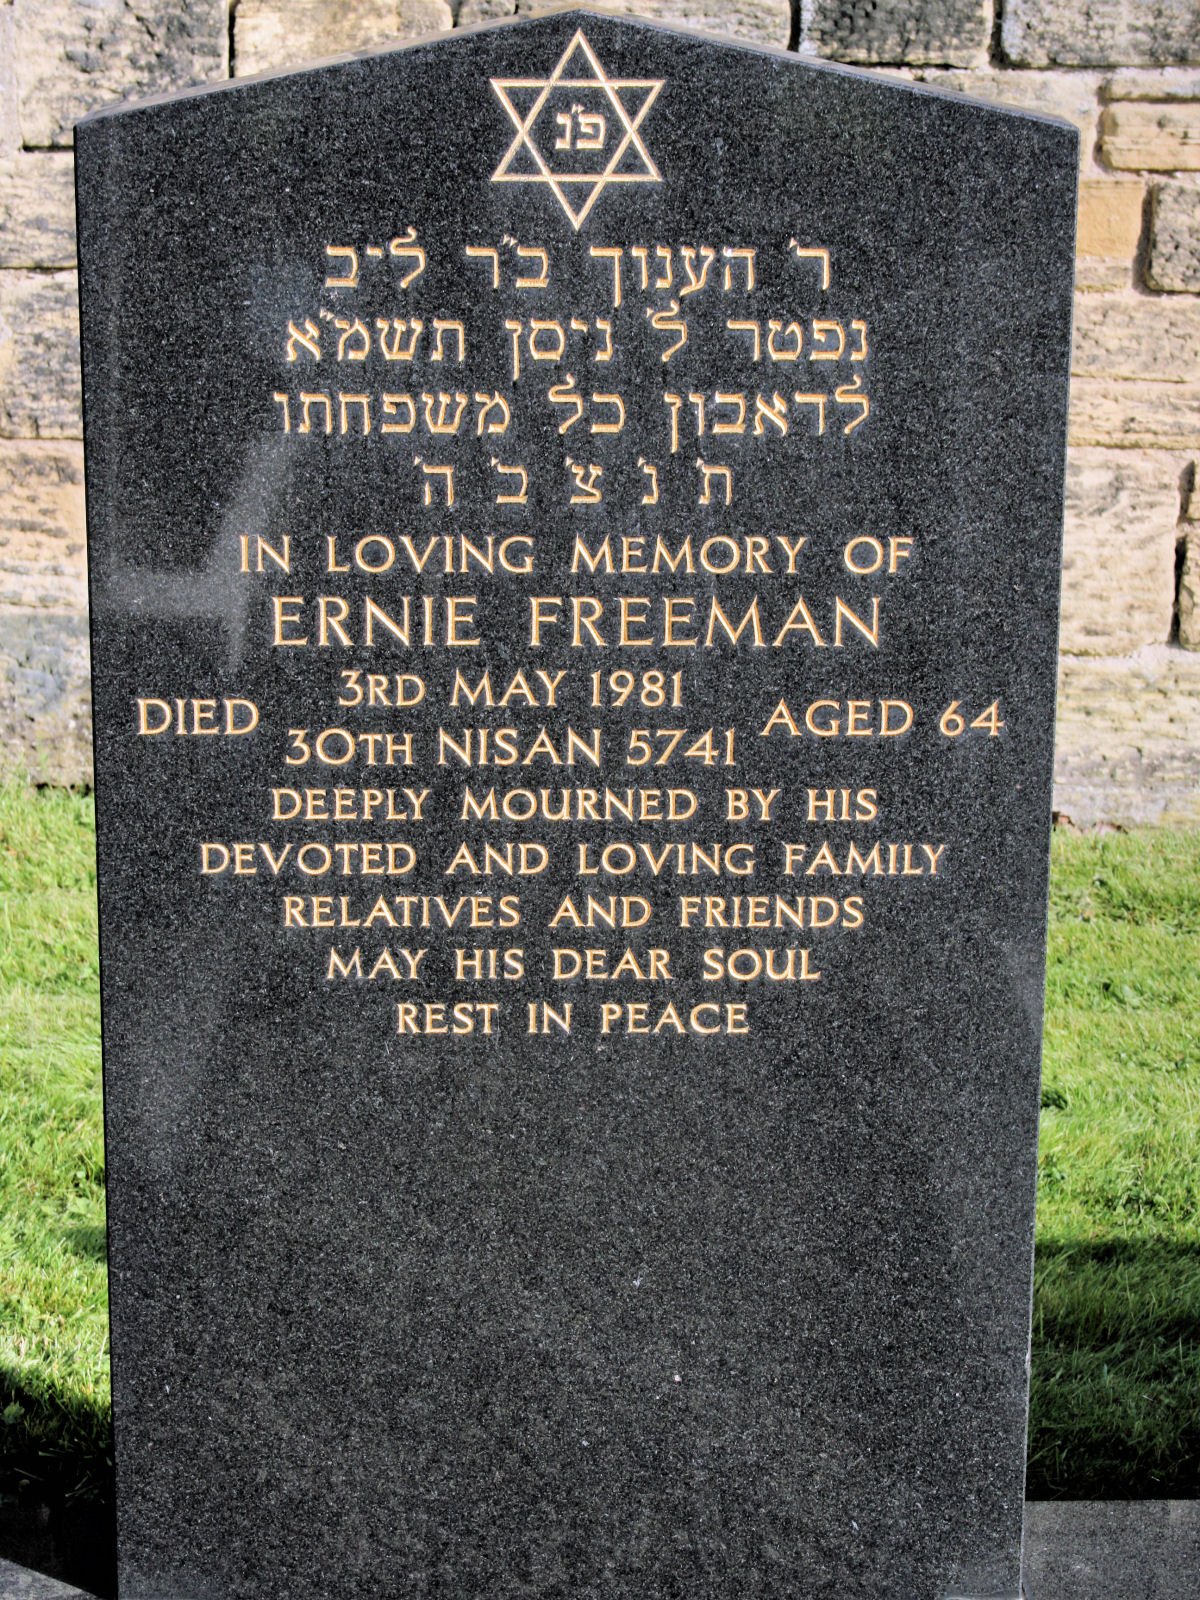 פ״נ
ר׳ הענוך ב״ר ליב
נפטר ל׳ ניסן תשמ״א
לדאבון כל משפחתו
ת׳ נ׳ צ׳ ב׳ ה׳
IN LOVING MEMORY OF
ERNIE FREEMAN
DIED 3RD MAY 1981 AGED 64
30TH NISAN 5741
DEEPLY MOURNED BY HIS
DEVOTED AND LOVING FAMILY
RELATIVES AND FRIENDS
MAY HIS DEAR SOUL
REST IN PEACE